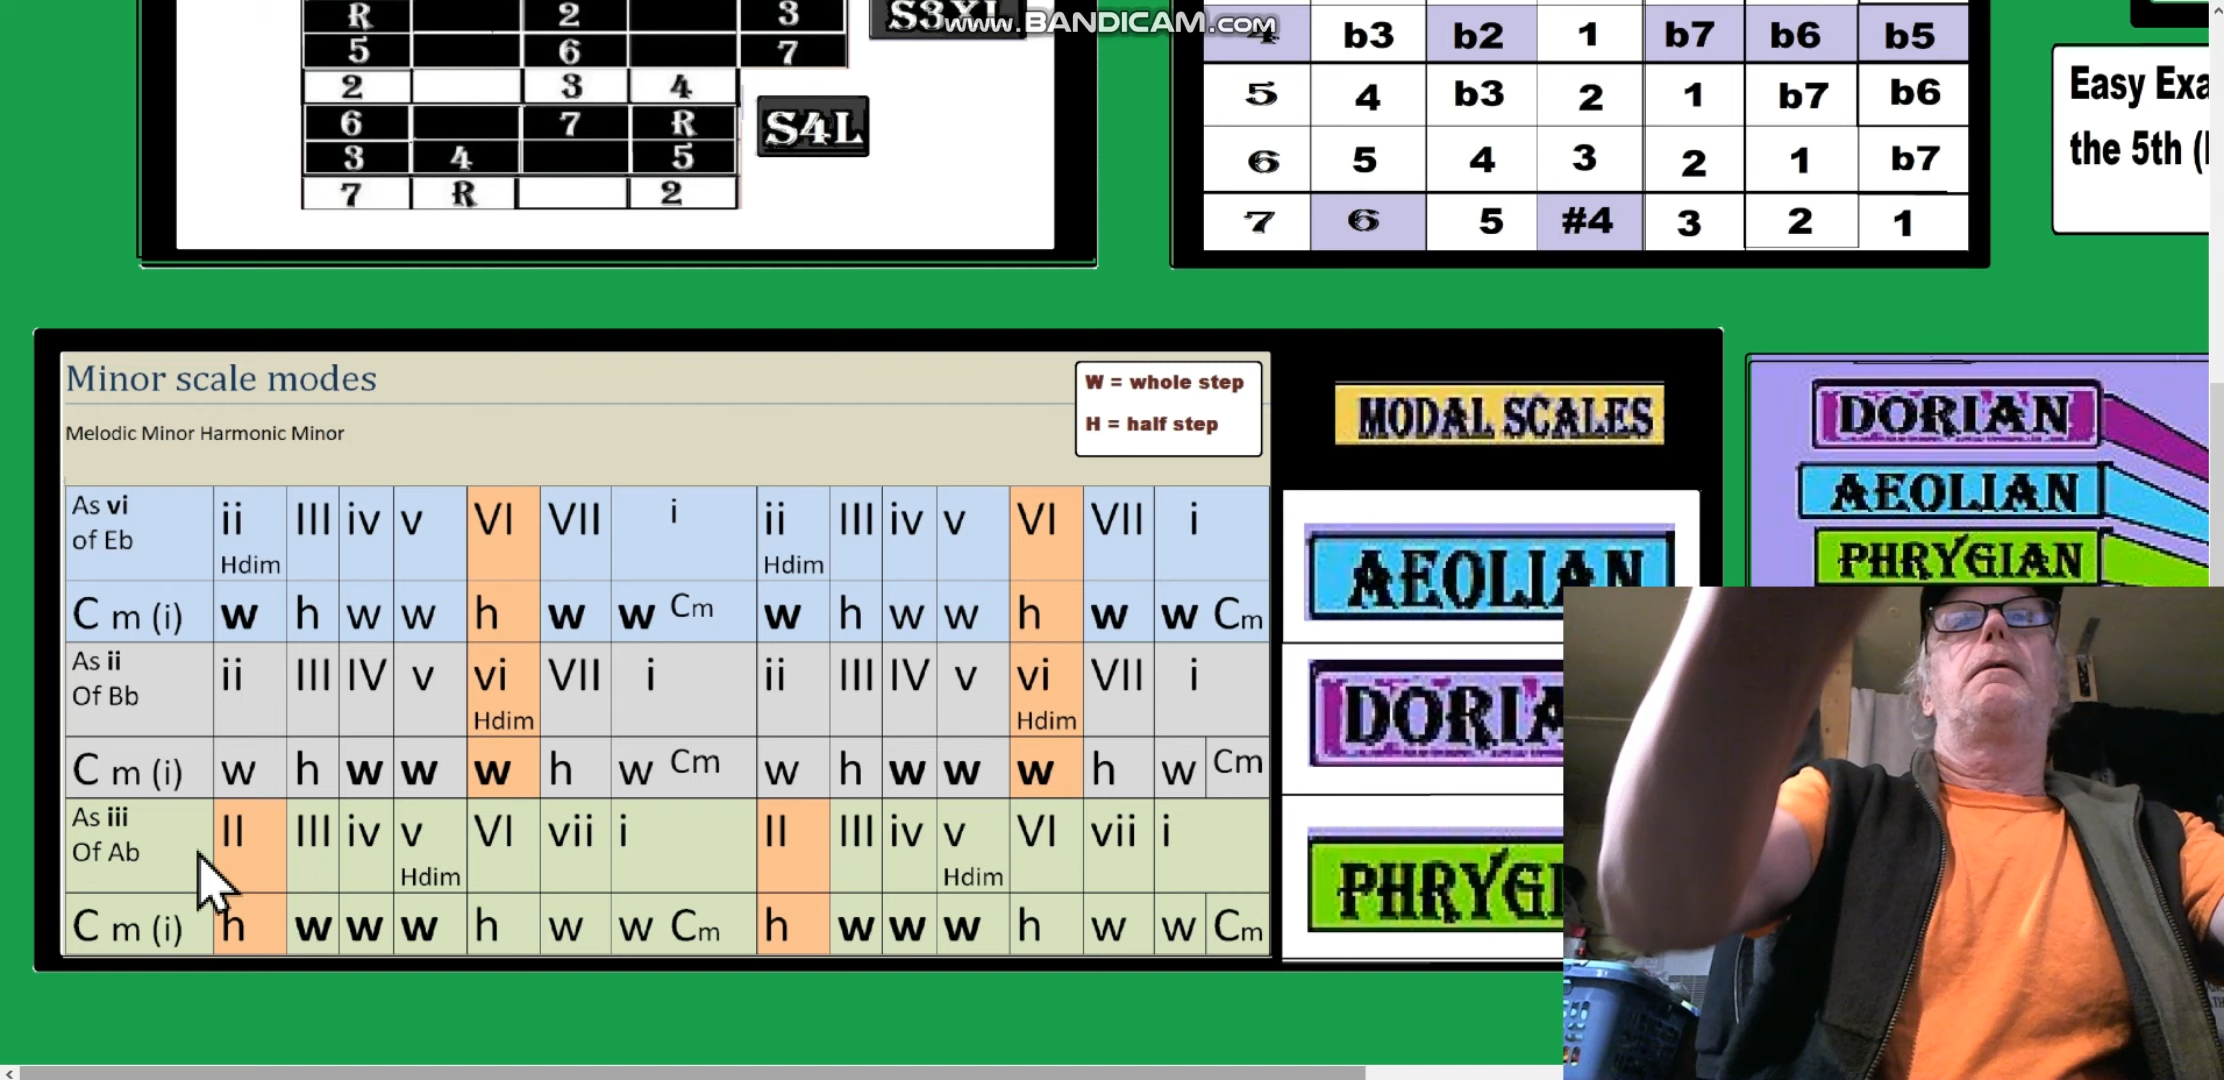 R 2 3
5 6 7
2 3 4
6 7 R
3 4 5
7 R 2
S3XL
S4L
www.BANDICAM.com
4 b3 b2 1 b7 b6 b5
5 4 b3 2 1 b7 b6
6 5 4 3 2 1 b7
7 6 5 #4 3 2 1
Easy Exa
the 5th (
Minor scale modes
Melodic Minor Harmonic Minor
W = whole step
H = half step
As vi of Eb ii Hdim III iv v VI VII i ii Hdim III iv v VI VII i
C m (i) w h w w h w w Cm w h w w h w w Cm
As ii Of Bb ii III IV v vi Hdim VII i ii III IV v vi Hdim VII i
C m (i) w h w w w h w Cm w h w w w h w Cm
As iii Of Ab II III iv v Hdim VI vii i II III iv v Hdim VI vii i
C m (i) h w w w h w w Cm h w w w h w w Cm
MODAL SCALES
AEOLIAN
DORIA
PHRYGI
DORIAN
AEOLIAN
PHRYGIAN